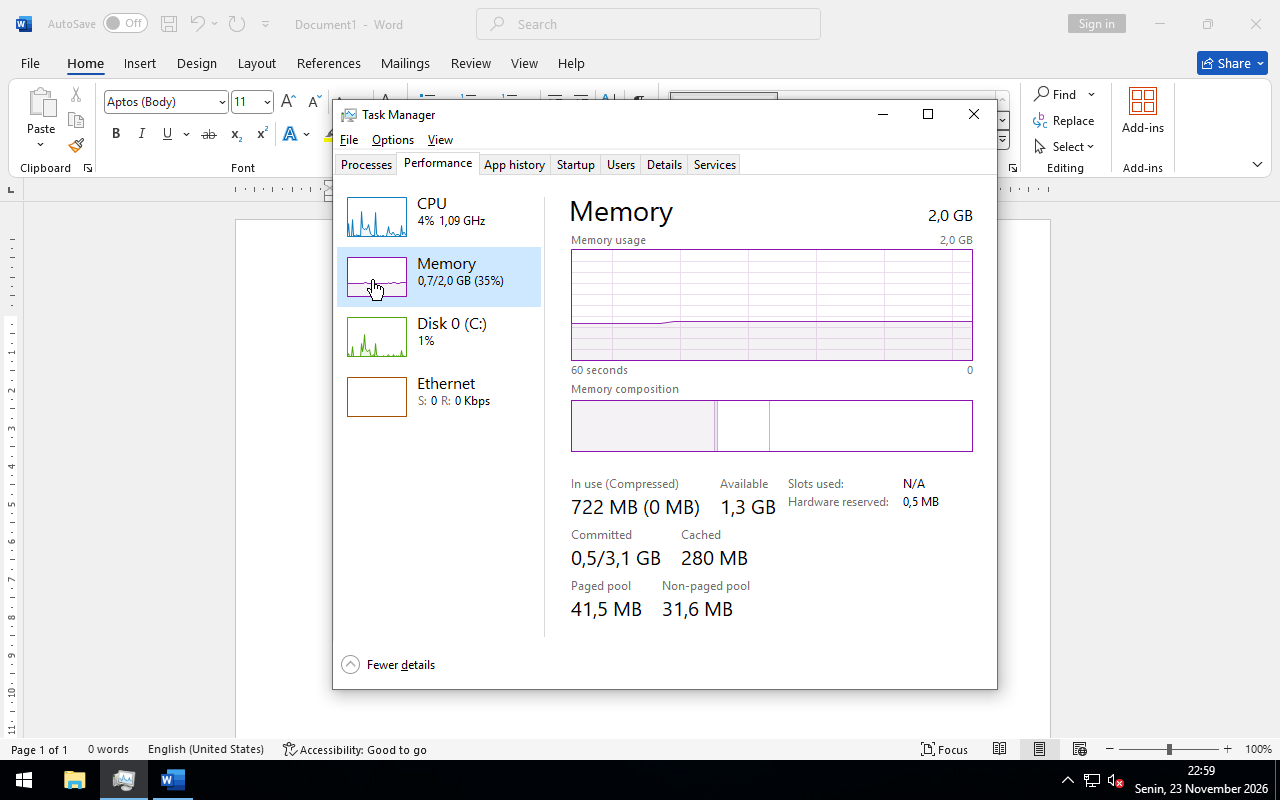 AutoSave Off Document1 - Word Search Sign in
File Home Insert Design Layout References Mailings Review View Help Share
Paste
Clipboard
Aptos (Body) 11
Font
Find
Replace
Select
Editing
Add-ins
Add-ins
Task Manager
File Options View
Processes Performance App history Startup Users Details Services
CPU
4% 1,09 GHz
Memory
0,7/2,0 GB (35%)
Disk 0 (C:)
1%
Ethernet
S: 0 R: 0 Kbps
Memory 2,0 GB
Memory usage 2,0 GB
60 seconds 0
Memory composition
In use (Compressed) Available Slots used: N/A
722 MB (0 MB) 1,3 GB Hardware reserved: 0,5 MB
Committed Cached
0,5/3,1 GB 280 MB
Paged pool Non-paged pool
41,5 MB 31,6 MB
Fewer details
Page 1 of 1 0 words English (United States) Accessibility: Good to go Focus 100%
22:59
Senin, 23 November 2026